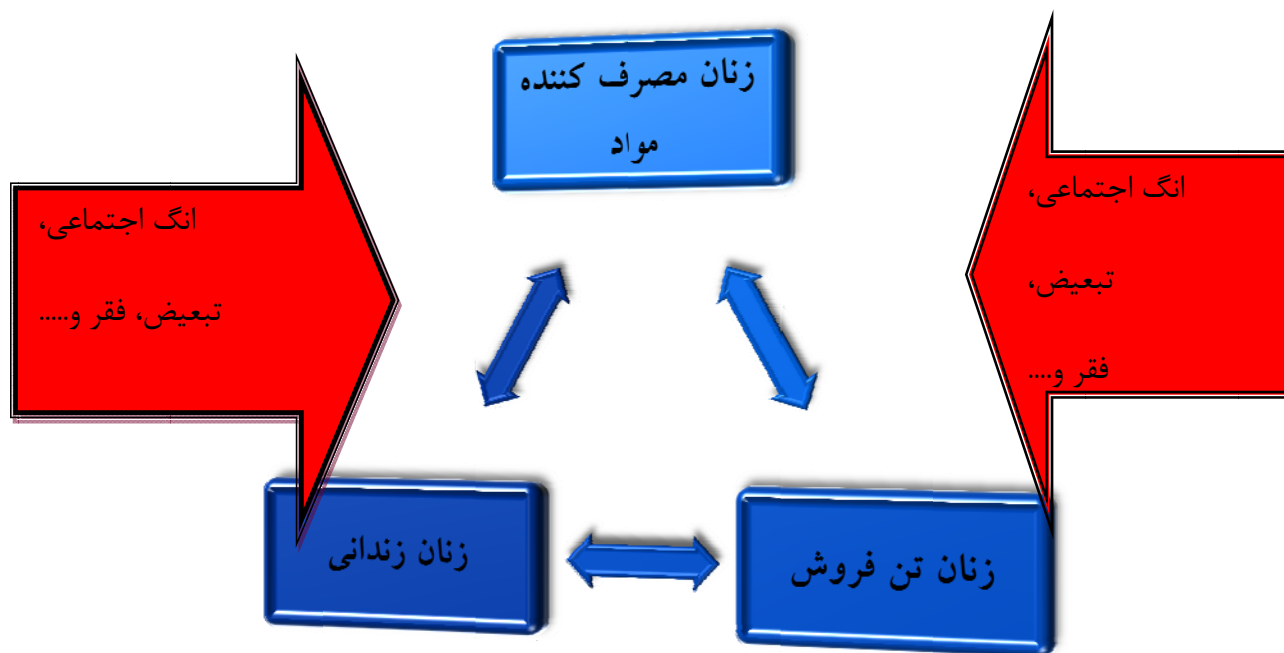 زنان مصرف کننده
مواد
انگ اجتماعی،
تبعیض،
فقر و....
انگ اجتماعی،
تبعیض، فقر و.....
زنان تن فروش
زنان زندانی